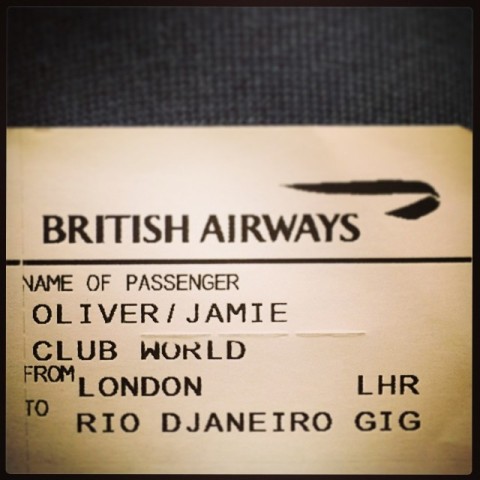 BRITISH AIRWAYS
NAME OF PASSENGER
OLIVER/JAMIE
CLUB WORLD
FROM LONDON LHR
TO RIO DJANEIRO GIG